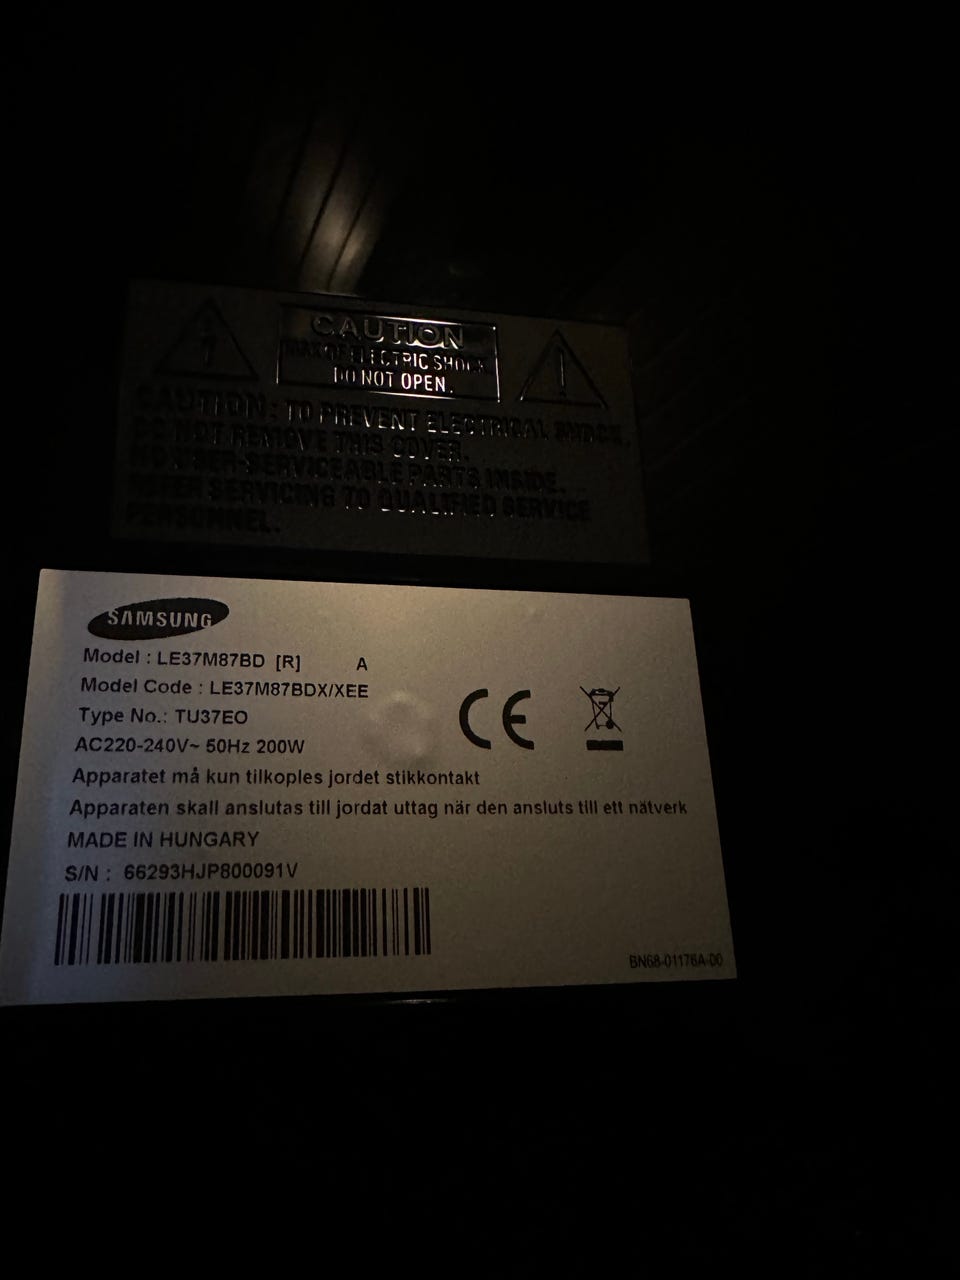 CAUTION
RISK OF ELECTRIC SHOCK
DO NOT OPEN.
CAUTION: TO PREVENT ELECTRICAL SHOCK,
DO NOT REMOVE THIS COVER.
NO USER-SERVICEABLE PARTS INSIDE.
REFER SERVICING TO QUALIFIED SERVICE
PERSONNEL.
SAMSUNG
Model : LE37M87BD [R] A
Model Code : LE37M87BDX/XEE
Type No.: TU37EO
AC220-240V~ 50Hz 200W
Apparatet må kun tilkoples jordet stikkontakt
Apparaten skall anslutas till jordat uttag när den ansluts till ett nätverk
MADE IN HUNGARY
S/N : 66293HJP800091V
CE
BN68-01176A-00